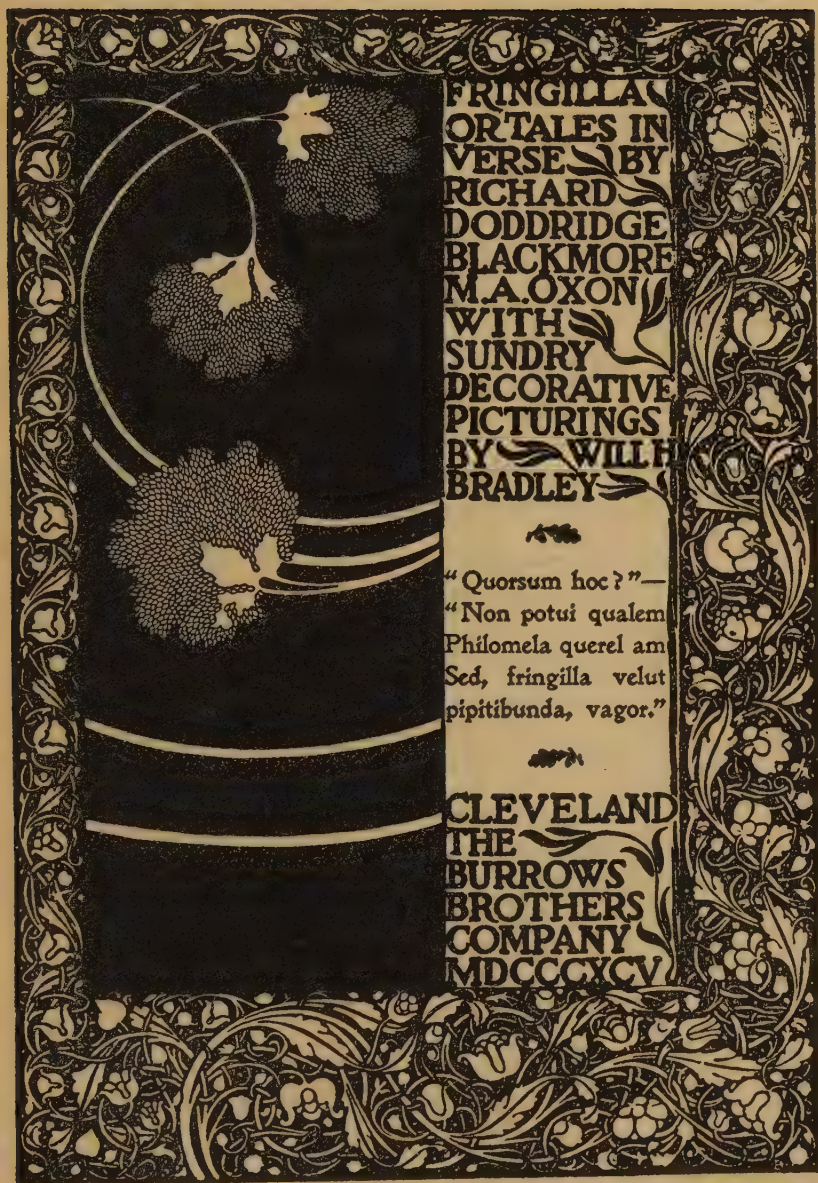 FRINGILLA
OR TALES IN
VERSE BY
RICHARD
DODDRIDGE
BLACKMORE
M.A. OXON
WITH
SUNDRY
DECORATIVE
PICTURINGS
BY WILL H
BRADLEY
"Quorsum hoc?"—
"Non potui qualem
Philomela querel am
Sed, fringilla velut
pipitibunda, vagor."
CLEVELAND
THE
BURROWS
BROTHERS
COMPANY
MDCCCXCV